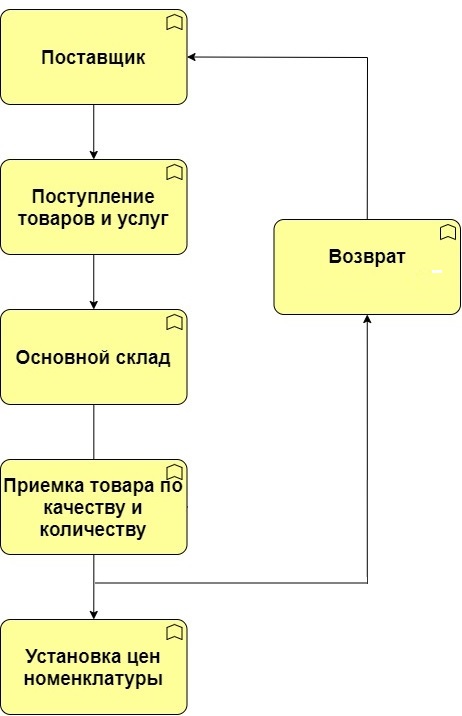 Поставщик
Поступление
товаров и услуг
Возврат
Основной склад
Приемка товара по
качеству и
количеству
Установка цен
номенклатуры